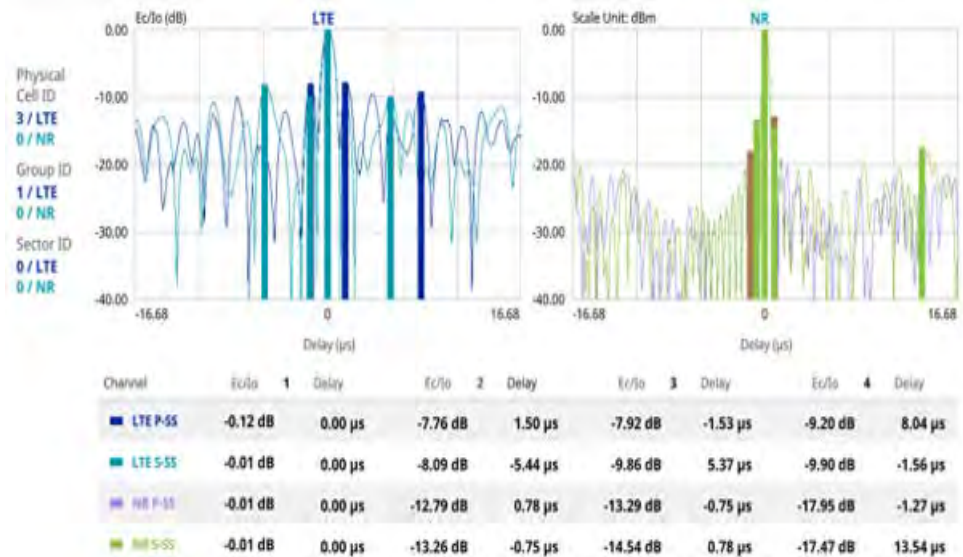 Ec/Io (dB) LTE
0.00
-10.00
-20.00
-30.00
-40.00
-16.68 0 16.68
Delay (μs)
Scale Unit: dBm NR
0.00
-10.00
-20.00
-30.00
-40.00
-16.68 0 16.68
Delay (μs)
Physical
Cell ID
3 / LTE
0 / NR
Group ID
1 / LTE
0 / NR
Sector ID
0 / LTE
0 / NR
Channel Ec/Io 1 Delay Ec/Io 2 Delay Ec/Io 3 Delay Ec/Io 4 Delay
LTE P-SS -0.12 dB 0.00 μs -7.76 dB 1.50 μs -7.92 dB -1.53 μs -9.20 dB 8.04 μs
LTE S-SS -0.01 dB 0.00 μs -8.09 dB -5.44 μs -9.86 dB 5.37 μs -9.90 dB -1.56 μs
NR P-SS -0.01 dB 0.00 μs -12.79 dB 0.78 μs -13.29 dB -0.75 μs -17.95 dB -1.27 μs
NR S-SS -0.01 dB 0.00 μs -13.26 dB -0.75 μs -14.54 dB 0.78 μs -17.47 dB 13.54 μs